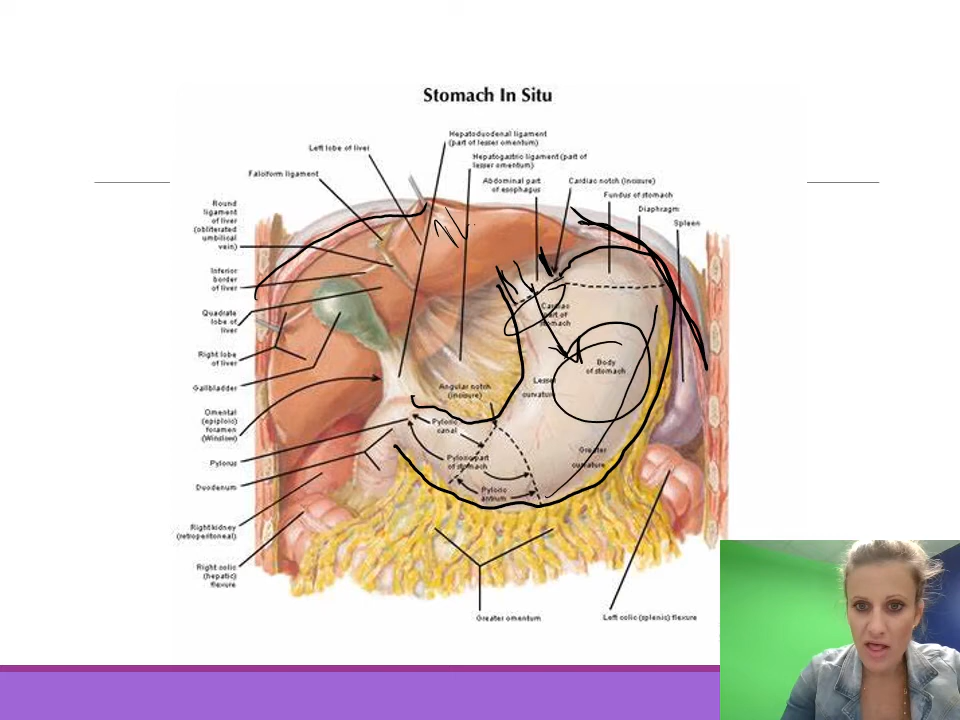 Stomach In Situ
Hepatoduodenal ligament
(part of lesser omentum)
Left lobe of liver
Hepatogastric ligament (part of
lesser omentum)
Falciform ligament
Abdominal part
of esophagus
Cardiac notch (incisure)
Fundus of stomach
Diaphragm
Spleen
Round
ligament
of liver
(obliterated
umbilical
vein)
Inferior
border
of liver
Quadrate
lobe of
liver
Right lobe
of liver
Gallbladder
Omental
(epiploic)
foramen
(Winslow)
Pylorus
Duodenum
Right kidney
(retroperitoneal)
Right colic
(hepatic)
flexure
Cardiac
part of
stomach
Body
of stomach
Angular notch
(incisure)
Lesser
curvature
Pyloric
canal
Pyloric part
of stomach
Pyloric
antrum
Greater
curvature
Greater omentum
Left colic (splenic) flexure